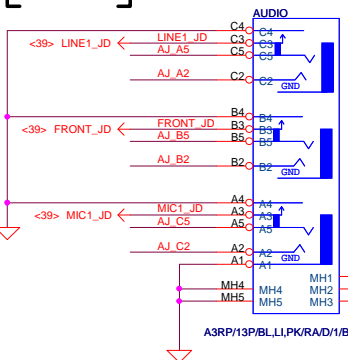 AUDIO
C4 C4
<39> LINE1_JD LINE1_JD C3 C3
AJ_A5 C5 C5
AJ_A2 C2 C2
GND
B4 B4
<39> FRONT_JD FRONT_JD B3 B3
AJ_B5 B5 B5
AJ_B2 B2 B2
GND
A4 A4
<39> MIC1_JD MIC1_JD A3 A3
AJ_C5 A5 A5
AJ_C2 A2 A2
GND
A1 A1
MH1
MH4 MH4 MH2
MH5 MH5 MH3
A3RP/13P/BL,LI,PK/RA/D/1/B